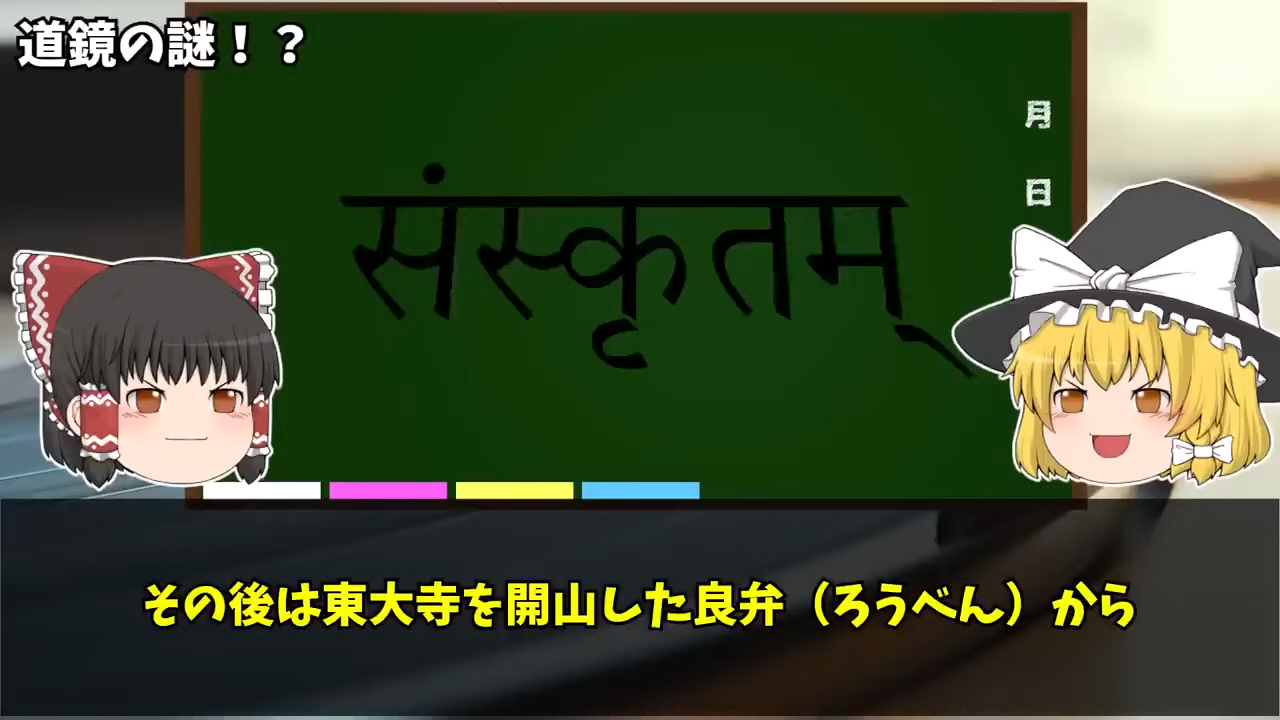 道鏡の謎！？
月
日
संस्कृतम्
その後は東大寺を開山した良弁（ろうべん）から